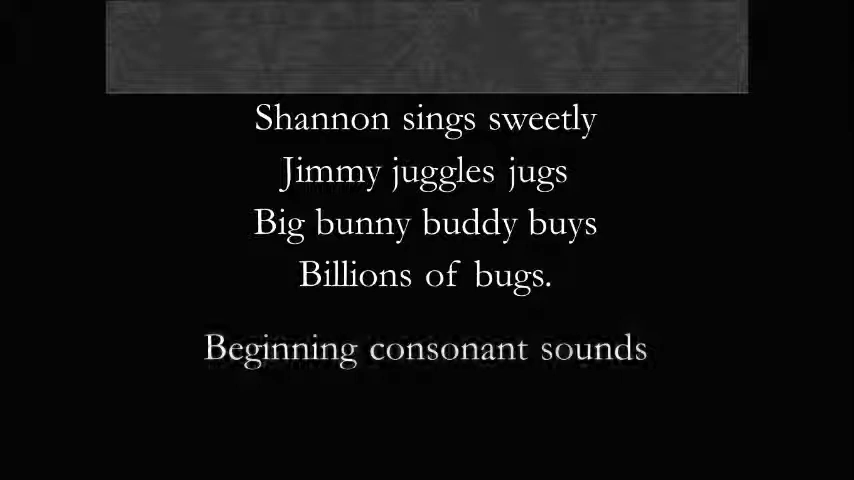 Shannon sings sweetly
Jimmy juggles jugs
Big bunny buddy buys
Billions of bugs.
Beginning consonant sounds